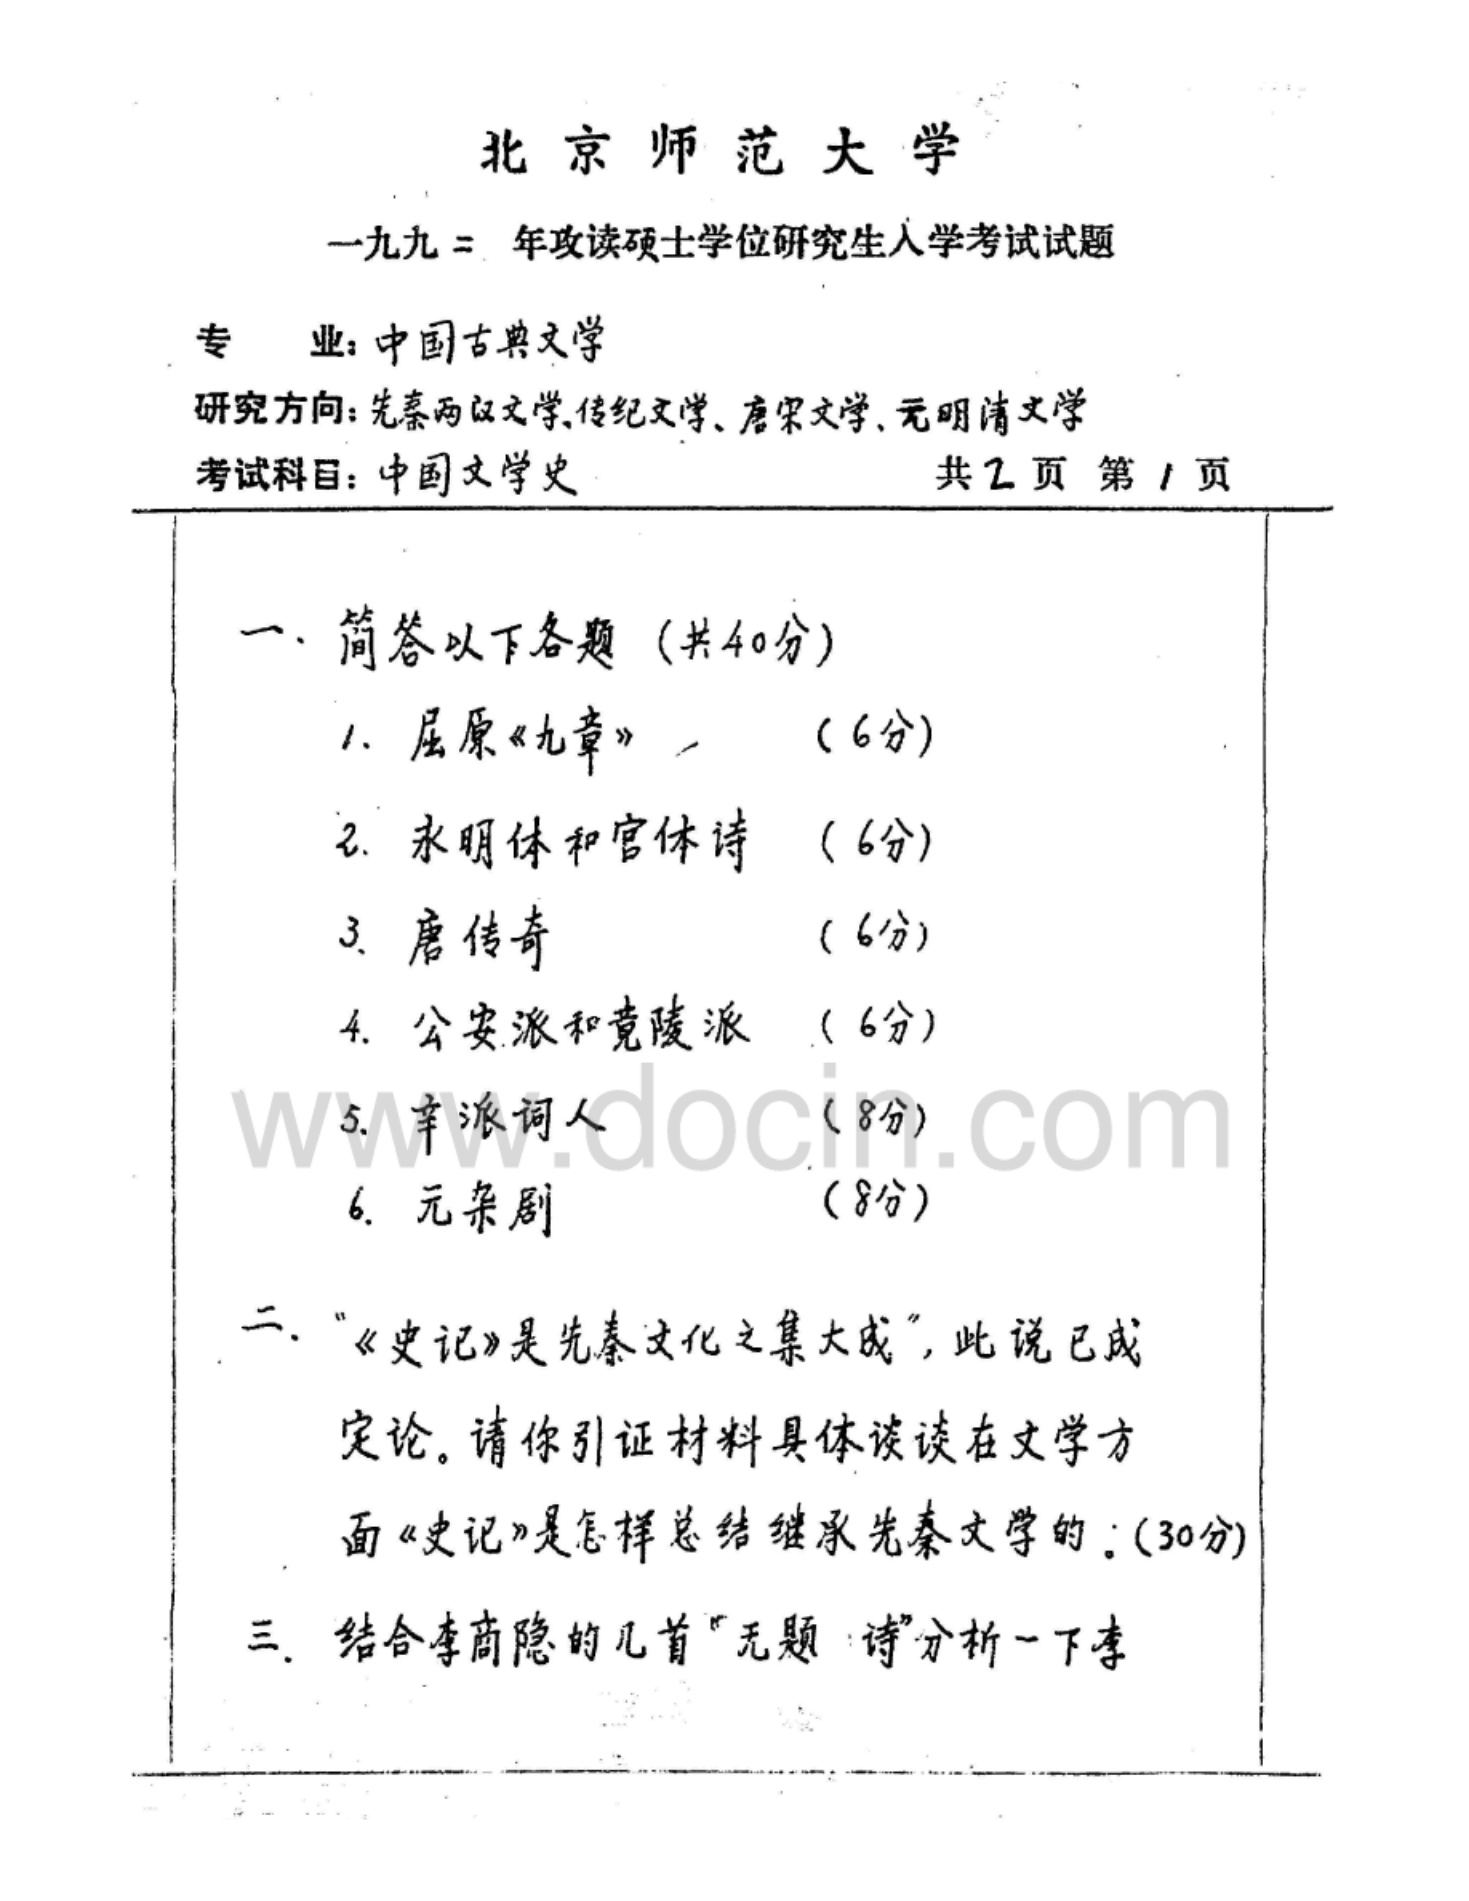 北京师范大学
一九九二 年攻读硕士学位研究生入学考试试题
专 业：中国古典文学
研究方向：先秦两汉文学、传纪文学、唐宋文学、元明清文学
考试科目：中国文学史 共2页 第1页
一. 简答以下各题（共40分）
1. 屈原《九章》 （6分）
2. 永明体和宫体诗 （6分）
3. 唐传奇 （6分）
4. 公安派和竟陵派 （6分）
5. 辛派词人 （8分）
6. 元杂剧 （8分）
www.docin.com
二. “《史记》是先秦文化之集大成”，此说已成
定论。请你引证材料具体谈谈在文学方
面《史记》是怎样总结继承先秦文学的。（30分）
三. 结合李商隐的几首“无题 诗”分析一下李